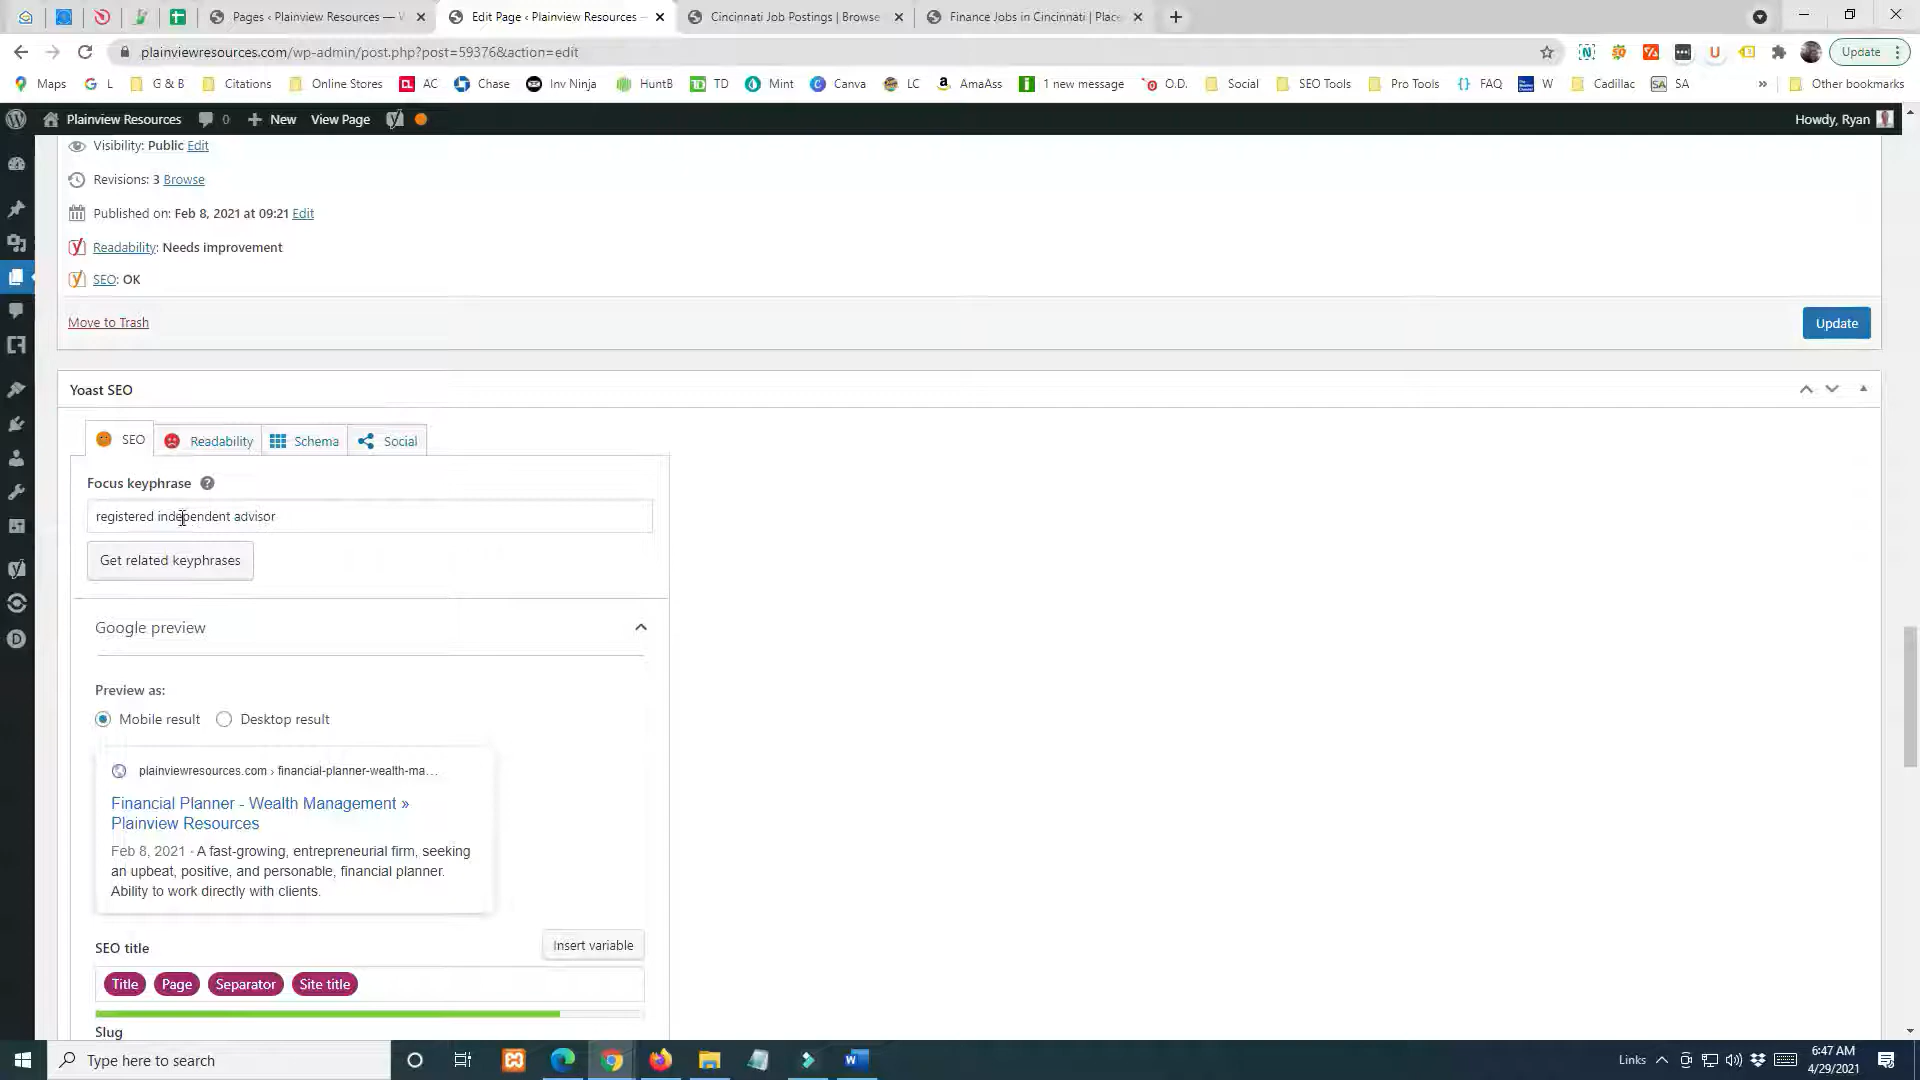 Pages ‹ Plainview Resources —
Edit Page ‹ Plainview Resources —
Cincinnati Job Postings | Browse
Finance Jobs in Cincinnati | Place
plainviewresources.com/wp-admin/post.php?post=59376&action=edit
Update
Maps
L
G & B
Citations
Online Stores
AC
Chase
Inv Ninja
HuntB
TD
Mint
Canva
LC
AmaAss
1 new message
O.D.
Social
SEO Tools
Pro Tools
FAQ
W
Cadillac
SA
»
Other bookmarks
Plainview Resources
0
New
View Page
Howdy, Ryan
Visibility: Public Edit
Revisions: 3 Browse
Published on: Feb 8, 2021 at 09:21 Edit
Readability: Needs improvement
SEO: OK
Move to Trash
Update
Yoast SEO
SEO
Readability
Schema
Social
Focus keyphrase
registered independent advisor
Get related keyphrases
Google preview
Preview as:
Mobile result
Desktop result
plainviewresources.com › financial-planner-wealth-ma…
Financial Planner - Wealth Management »
Plainview Resources
Feb 8, 2021 · A fast-growing, entrepreneurial firm, seeking
an upbeat, positive, and personable, financial planner.
Ability to work directly with clients.
SEO title
Insert variable
Title
Page
Separator
Site title
Slug
Type here to search
Links
6:47 AM
4/29/2021